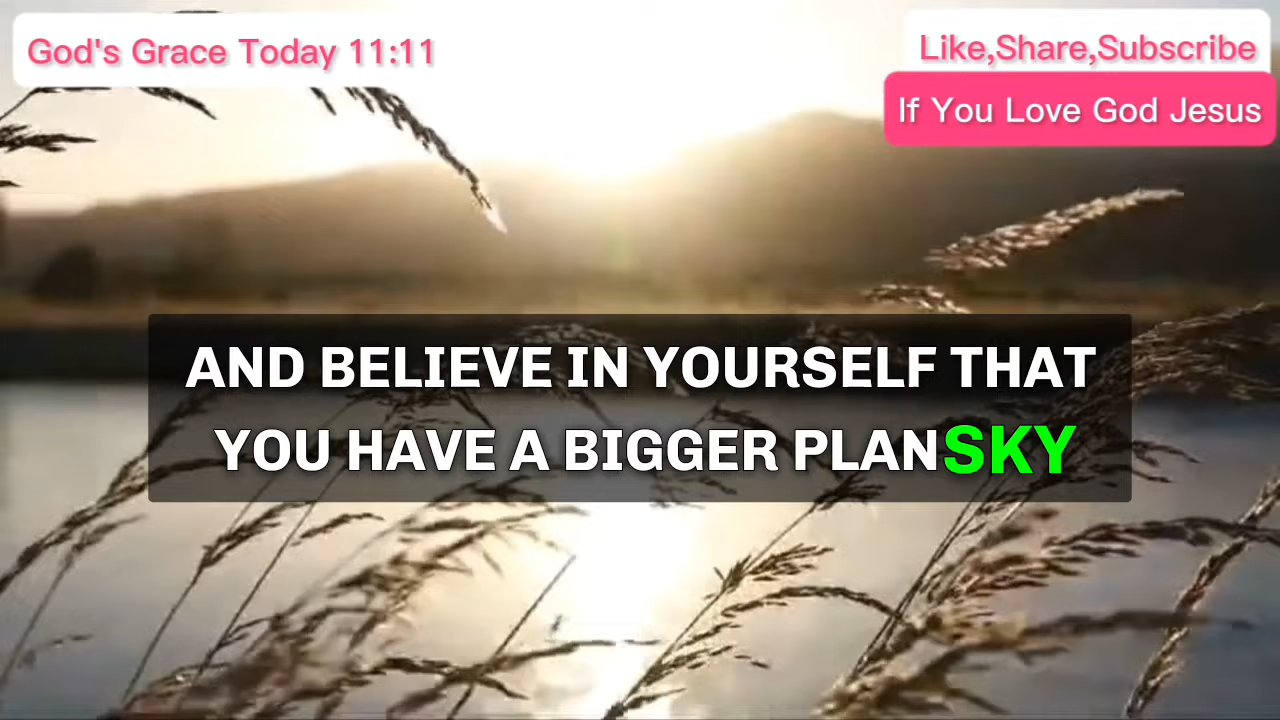 God's Grace Today 11:11
Like,Share,Subscribe
If You Love God Jesus
AND BELIEVE IN YOURSELF THAT
YOU HAVE A BIGGER PLANSKY